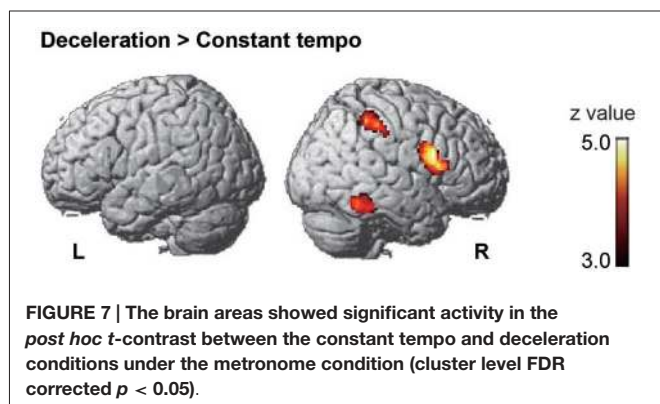 Deceleration > Constant tempo
z value
5.0
3.0
L
R
FIGURE 7 | The brain areas showed significant activity in the
post hoc t-contrast between the constant tempo and deceleration
conditions under the metronome condition (cluster level FDR
corrected p < 0.05).